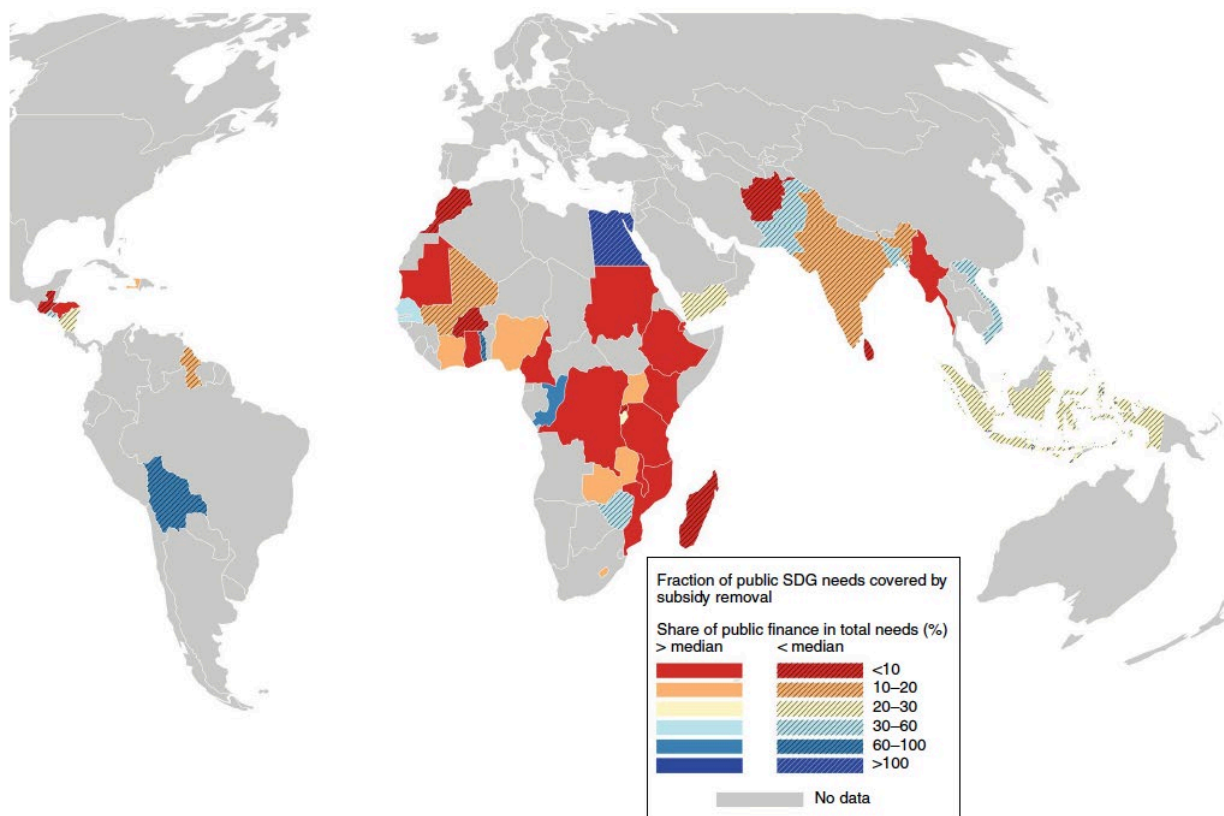 Fraction of public SDG needs covered by
subsidy removal
Share of public finance in total needs (%)
> median < median
<10
10–20
20–30
30–60
60–100
>100
No data